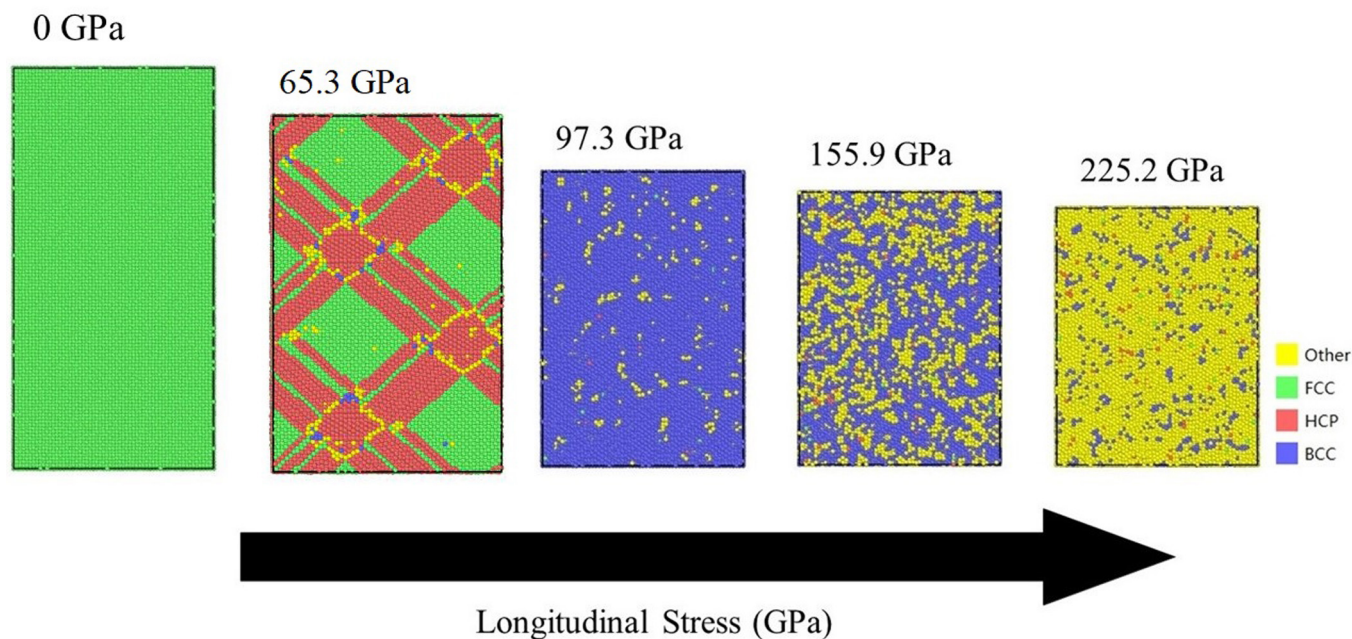 0 GPa
65.3 GPa
97.3 GPa
155.9 GPa
225.2 GPa
Other
FCC
HCP
BCC
Longitudinal Stress (GPa)